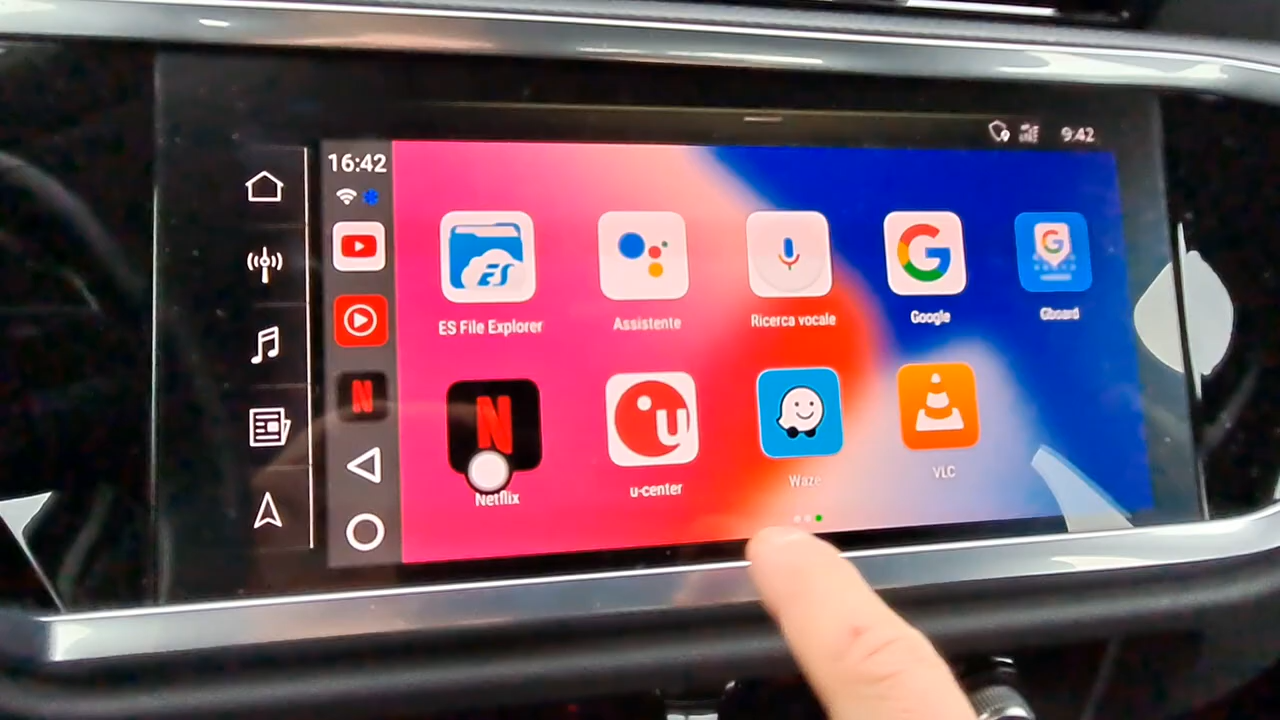 9:42
16:42
ES File Explorer
Assistente
Ricerca vocale
Google
Gboard
Netflix
u-center
Waze
VLC